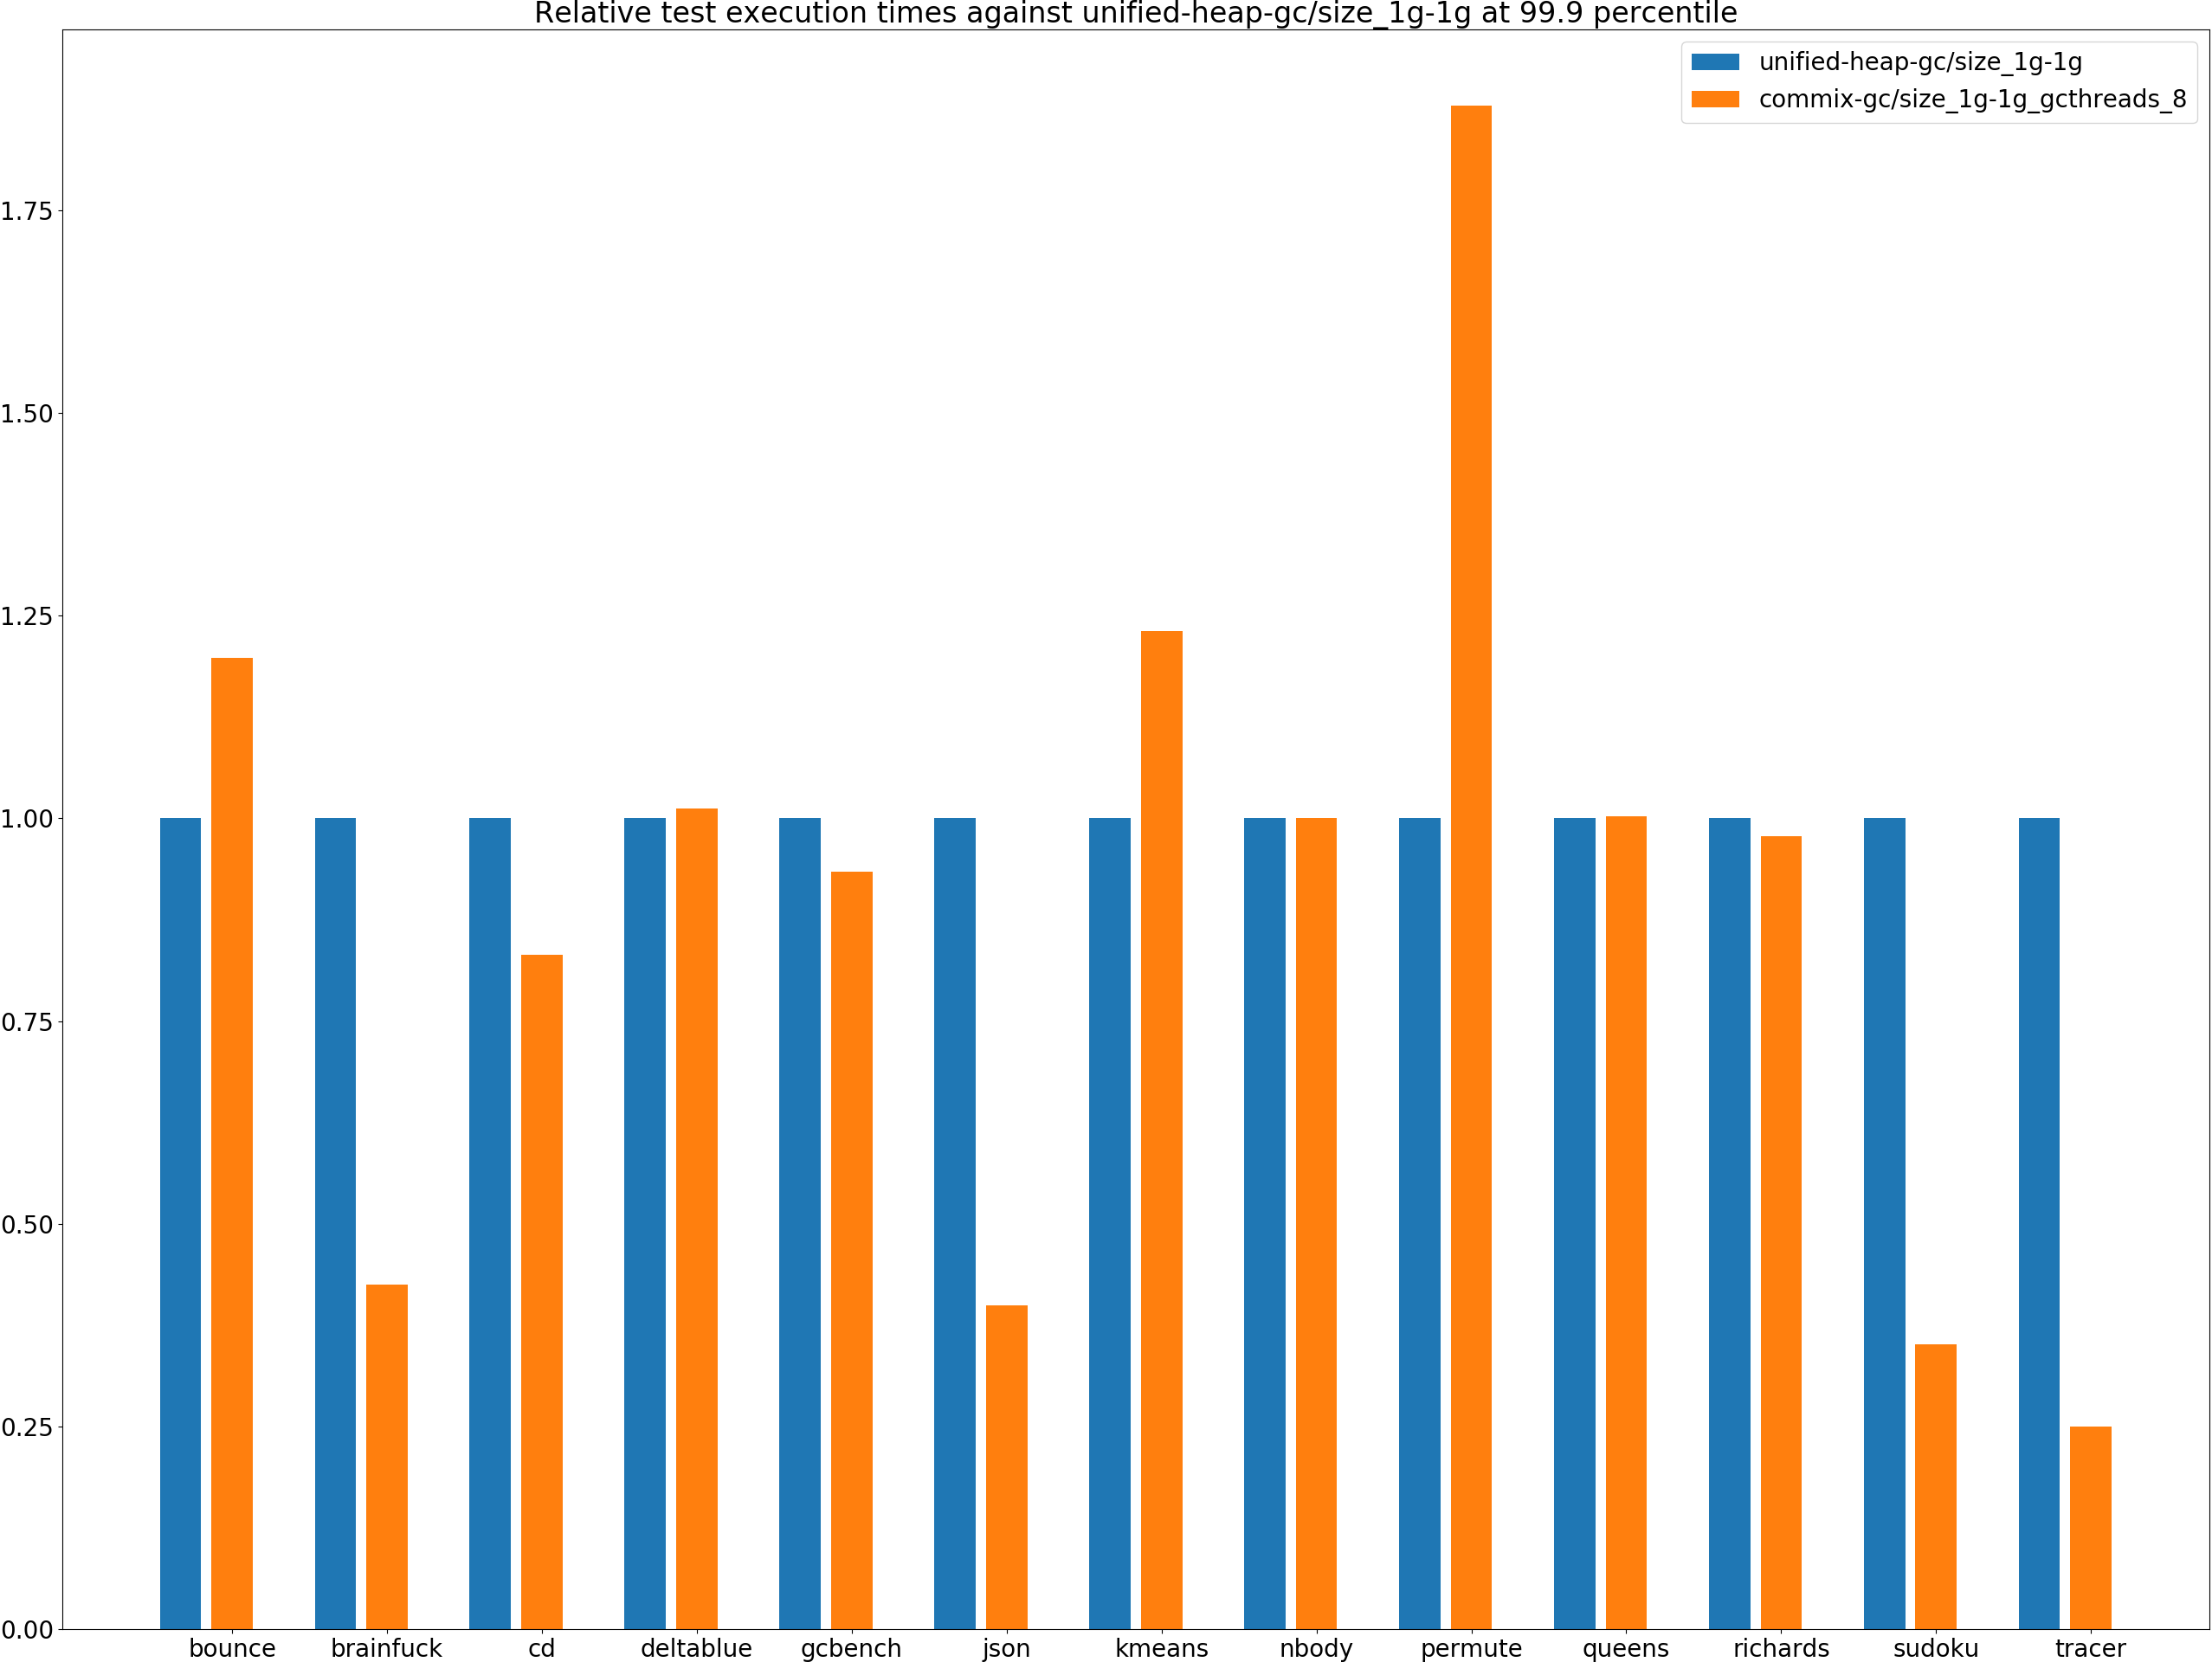 Relative test execution times against unified-heap-gc/size_1g-1g at 99.9 percentile
unified-heap-gc/size_1g-1g
commix-gc/size_1g-1g_gcthreads_8
1.75
1.50
1.25
1.00
0.75
0.50
0.25
0.00
bounce brainfuck cd deltablue gcbench json kmeans nbody permute queens richards sudoku tracer